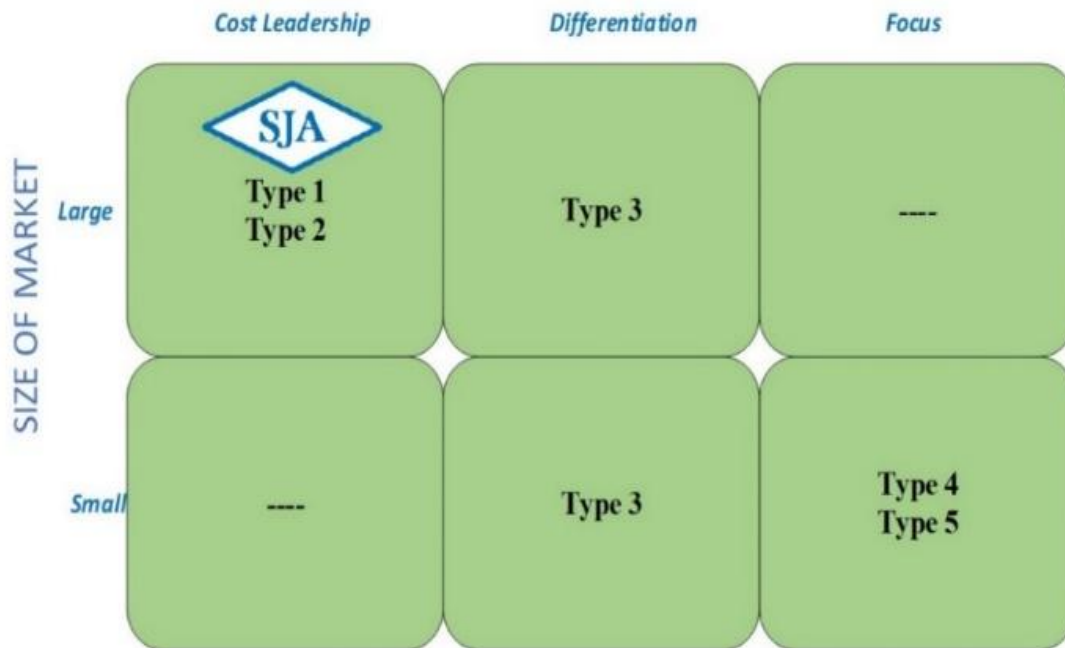 Cost Leadership Differentiation Focus
SIZE OF MARKET
Large
SJA
Type 1
Type 2
Type 3
----
Small
----
Type 3
Type 4
Type 5